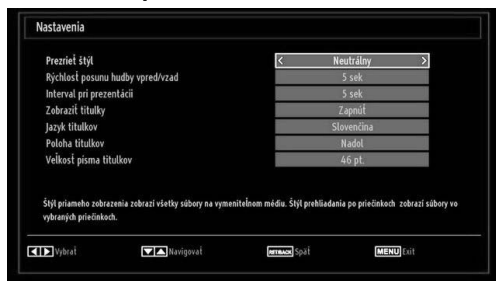 Nastavenia
Prezrieť štýl < Neutrálny >
Rýchlosť posunu hudby vpred/vzad 5 sek
Interval pri prezentácii 5 sek
Zobraziť titulky Zapnúť
Jazyk titulkov Slovenčina
Poloha titulkov Nadol
Veľkosť písma titulkov 46 pt.
Štýl priameho zobrazenia zobrazí všetky súbory na vymeniteľnom médiu. Štýl prehliadania po priečinkoch zobrazí súbory vo
vybraných priečinkoch.
Vybrať Navigovať RET/BACK Späť MENU Exit